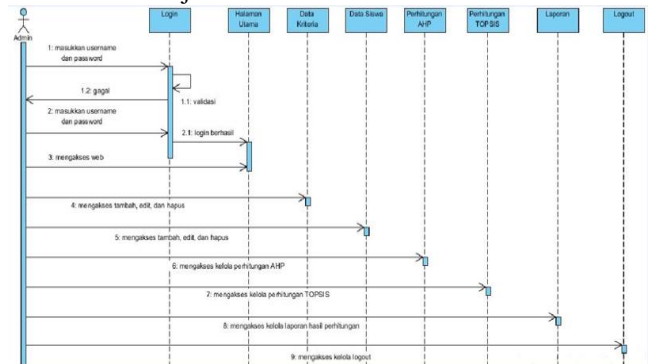 Login
Halaman
Utama
Data
Kriteria
Data Siswa
Perhitungan
AHP
Perhitungan
TOPSIS
Laporan
Logout
Admin
1: masukkan username
dan password
1.1: validasi
1.2: gagal
2: masukkan username
dan password
2.1: login berhasil
3: mengakses web
4: mengakses tambah, edit, dan hapus
5: mengakses tambah, edit, dan hapus
6: mengakses kelola perhitungan AHP
7: mengakses kelola perhitungan TOPSIS
8: mengakses kelola laporan hasil perhitungan
9: mengakses kelola logout